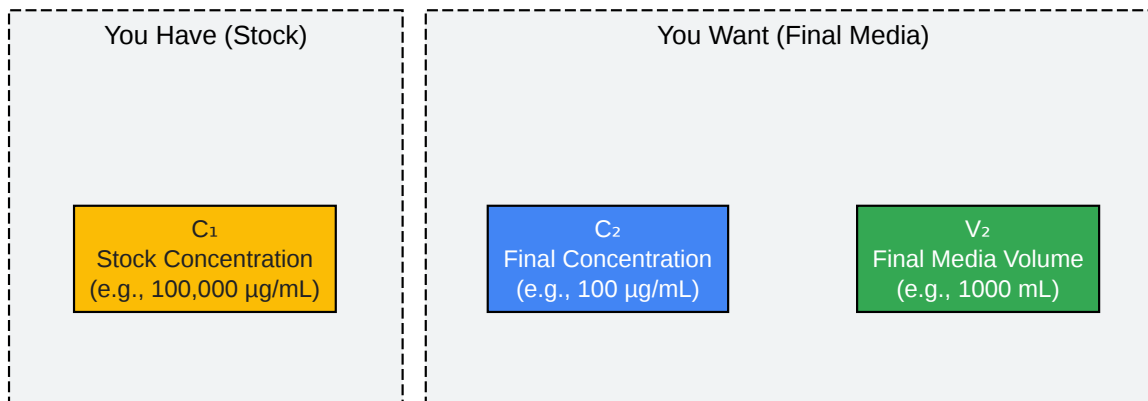 You Have (Stock)
You Want (Final Media)
C₁
Stock Concentration
(e.g., 100,000 µg/mL)
C₂
Final Concentration
(e.g., 100 µg/mL)
V₂
Final Media Volume
(e.g., 1000 mL)